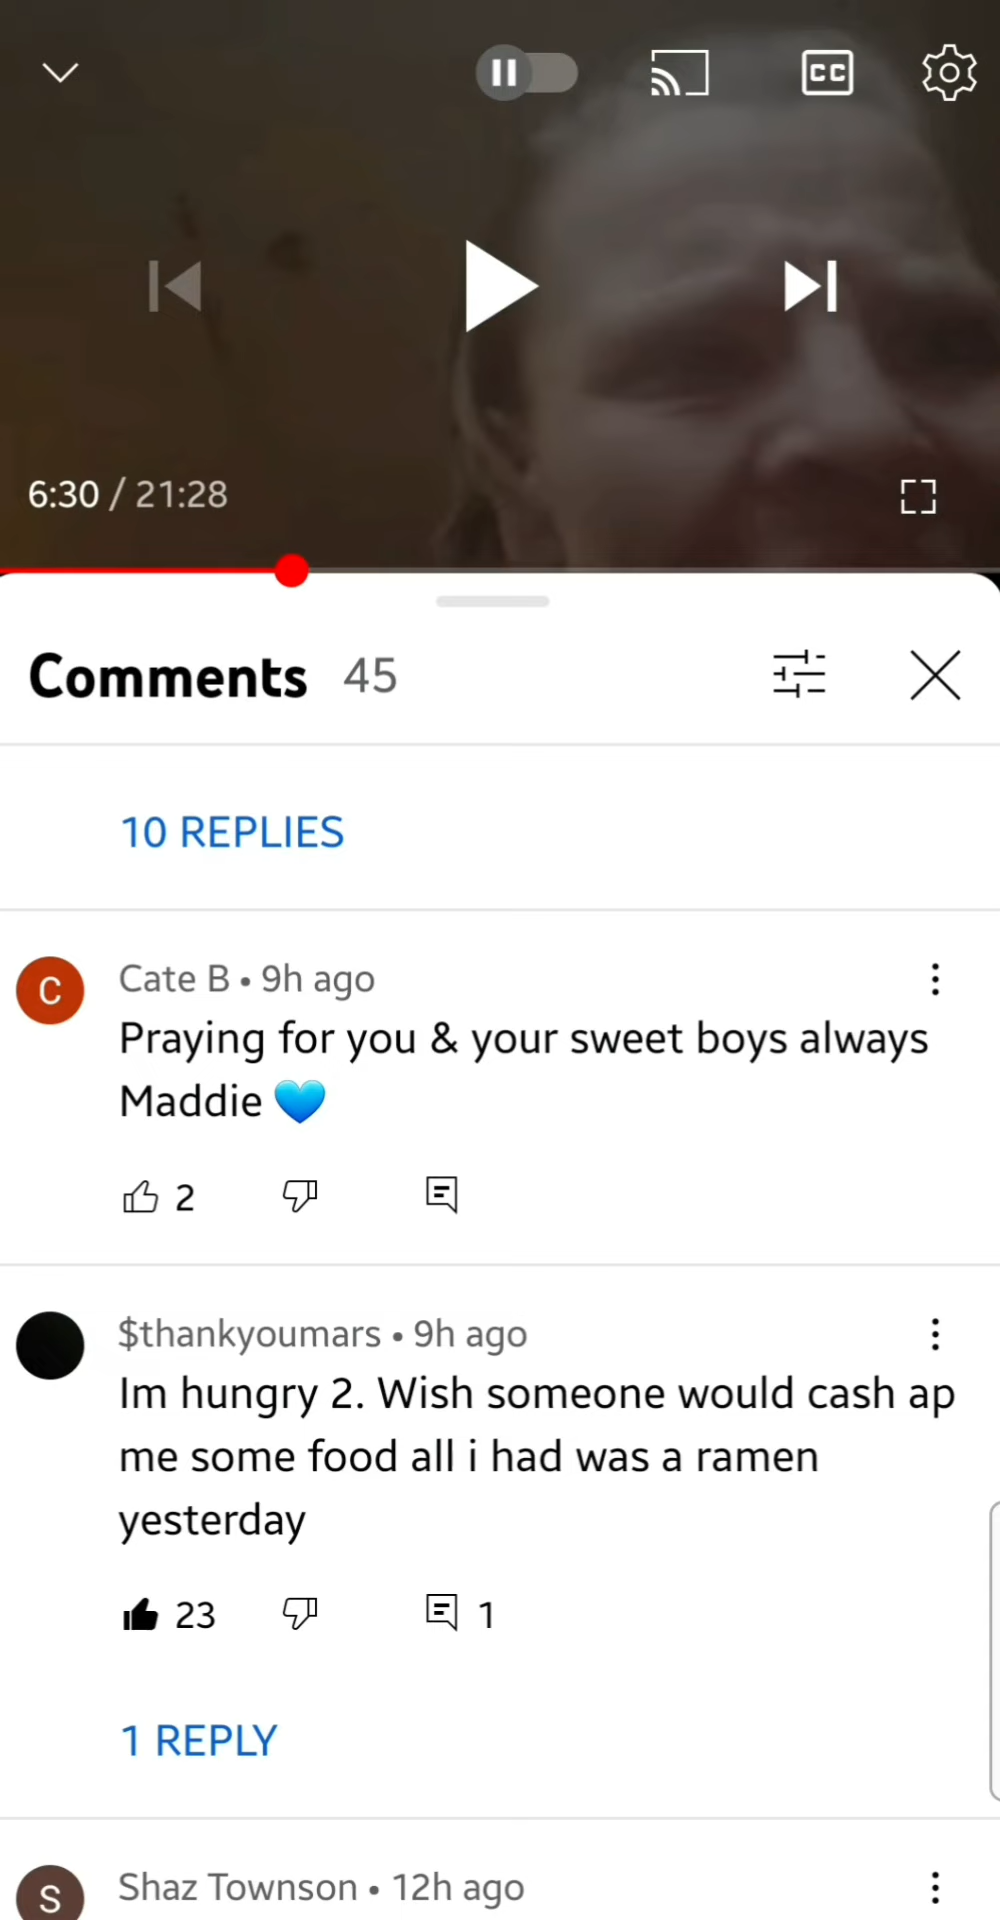 CC
6:30 / 21:28
Comments 45
10 REPLIES
C
Cate B • 9h ago
Praying for you & your sweet boys always
Maddie 💙
2
$thankyoumars • 9h ago
Im hungry 2. Wish someone would cash ap
me some food all i had was a ramen
yesterday
23 1
1 REPLY
S
Shaz Townson • 12h ago